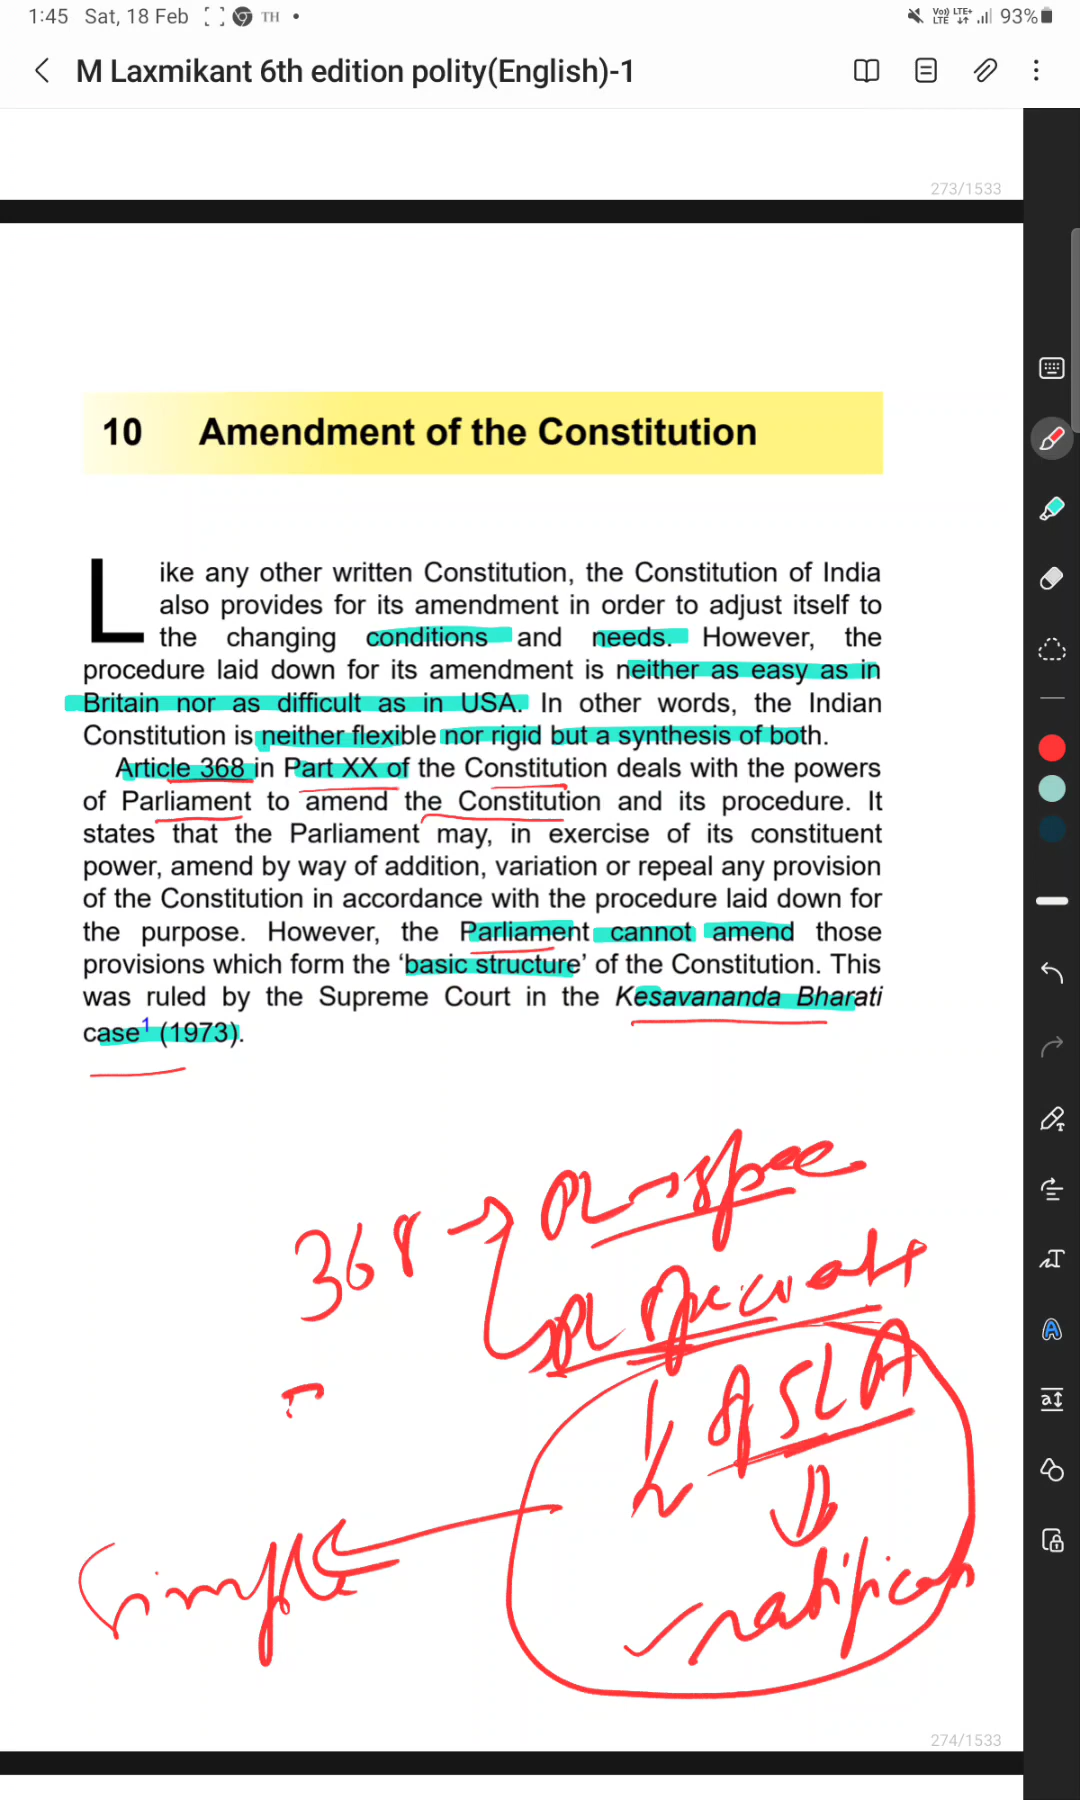 1:45 Sat, 18 Feb TH •
Vo) LTE LTE+ 93%
M Laxmikant 6th edition polity(English)-1
273/1533
10 Amendment of the Constitution
Like any other written Constitution, the Constitution of India
also provides for its amendment in order to adjust itself to
the changing conditions and needs. However, the
procedure laid down for its amendment is neither as easy as in
Britain nor as difficult as in USA. In other words, the Indian
Constitution is neither flexible nor rigid but a synthesis of both.
Article 368 in Part XX of the Constitution deals with the powers
of Parliament to amend the Constitution and its procedure. It
states that the Parliament may, in exercise of its constituent
power, amend by way of addition, variation or repeal any provision
of the Constitution in accordance with the procedure laid down for
the purpose. However, the Parliament cannot amend those
provisions which form the ‘basic structure’ of the Constitution. This
was ruled by the Supreme Court in the Kesavananda Bharati
case1 (1973).
368
SLA
Simple
274/1533